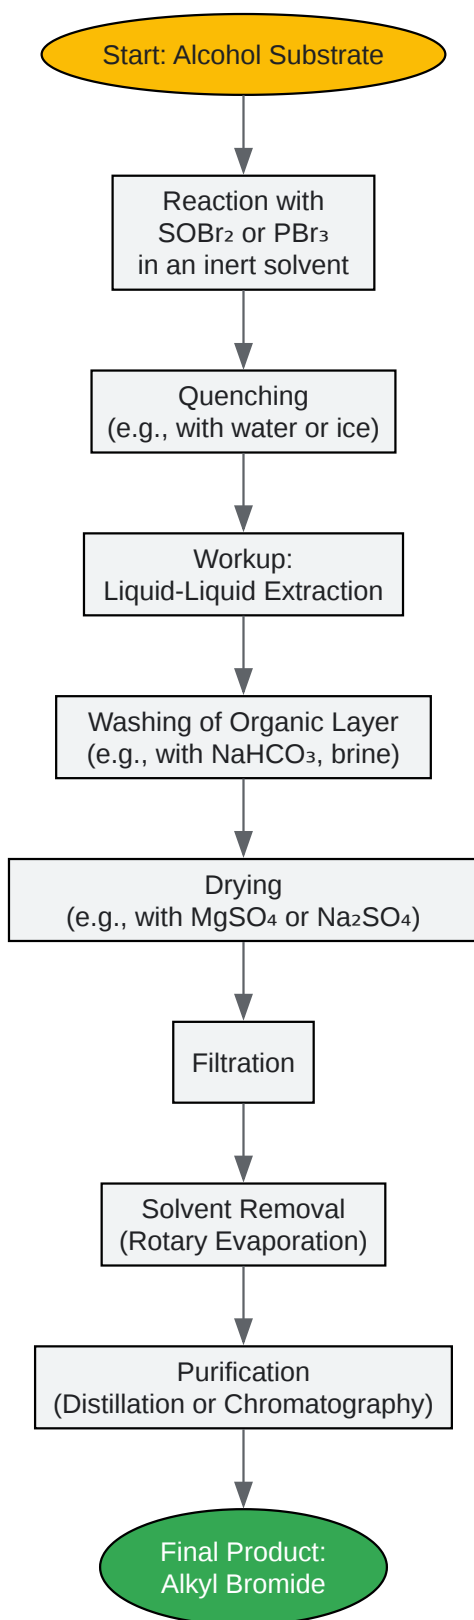 Start: Alcohol Substrate
Reaction with
SOBr₂ or PBr₃
in an inert solvent
Quenching
(e.g., with water or ice)
Workup:
Liquid-Liquid Extraction
Washing of Organic Layer
(e.g., with NaHCO₃, brine)
Drying
(e.g., with MgSO₄ or Na₂SO₄)
Filtration
Solvent Removal
(Rotary Evaporation)
Purification
(Distillation or Chromatography)
Final Product:
Alkyl Bromide